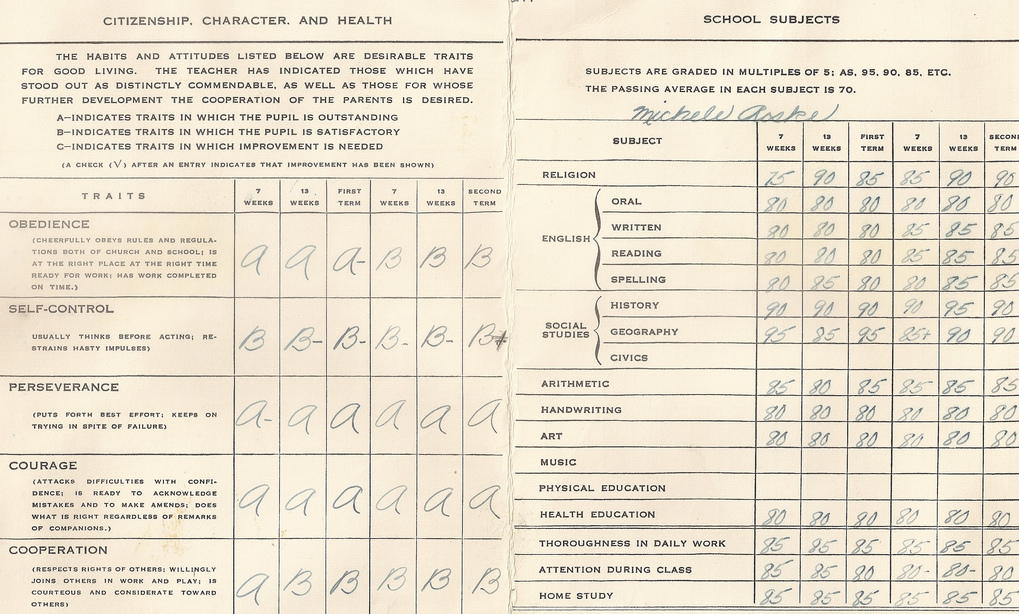 CITIZENSHIP, CHARACTER, AND HEALTH
THE HABITS AND ATTITUDES LISTED BELOW ARE DESIRABLE TRAITS
FOR GOOD LIVING. THE TEACHER HAS INDICATED THOSE WHICH HAVE
STOOD OUT AS DISTINCTLY COMMENDABLE, AS WELL AS THOSE FOR WHOSE
FURTHER DEVELOPMENT THE COOPERATION OF THE PARENTS IS DESIRED.
A—INDICATES TRAITS IN WHICH THE PUPIL IS OUTSTANDING
B—INDICATES TRAITS IN WHICH THE PUPIL IS SATISFACTORY
C—INDICATES TRAITS IN WHICH IMPROVEMENT IS NEEDED
(A CHECK (√) AFTER AN ENTRY INDICATES THAT IMPROVEMENT HAS BEEN SHOWN)
TRAITS 7 WEEKS 13 WEEKS FIRST TERM 7 WEEKS 13 WEEKS SECOND TERM
OBEDIENCE
(CHEERFULLY OBEYS RULES AND REGULA-
TIONS BOTH OF CHURCH AND SCHOOL; IS
AT THE RIGHT PLACE AT THE RIGHT TIME
READY FOR WORK; HAS WORK COMPLETED
ON TIME.)
A A A- B B B
SELF-CONTROL
USUALLY THINKS BEFORE ACTING; RE-
STRAINS HASTY IMPULSES)
B B- B- B- B- B
PERSEVERANCE
(PUTS FORTH BEST EFFORT; KEEPS ON
TRYING IN SPITE OF FAILURE)
A- A A A A A
COURAGE
(ATTACKS DIFFICULTIES WITH CONFI-
DENCE; IS READY TO ACKNOWLEDGE
MISTAKES AND TO MAKE AMENDS; DOES
WHAT IS RIGHT REGARDLESS OF REMARKS
OF COMPANIONS.)
A A A A A A
COOPERATION
(RESPECTS RIGHTS OF OTHERS; WILLINGLY
JOINS OTHERS IN WORK AND PLAY; IS
COURTEOUS AND CONSIDERATE TOWARD
OTHERS)
A B B B B B
SCHOOL SUBJECTS
SUBJECTS ARE GRADED IN MULTIPLES OF 5; AS, 95, 90, 85, ETC.
THE PASSING AVERAGE IN EACH SUBJECT IS 70.
Michele
SUBJECT 7 WEEKS 13 WEEKS FIRST TERM 7 WEEKS 13 WEEKS SECOND TERM
RELIGION 75 90 85 85 90 90
ENGLISH
ORAL 80 80 80 80 80 80
WRITTEN 80 80 80 85 85 85
READING 80 80 80 85 85 85
SPELLING 80 85 80 80 85 85
SOCIAL STUDIES
HISTORY 90 90 90 90 95 90
GEOGRAPHY 95 85 95 85+ 90 90
CIVICS
ARITHMETIC 85 80 85 85 85 85
HANDWRITING 80 80 80 80 80 80
ART 80 80 80 80 80 80
MUSIC
PHYSICAL EDUCATION
HEALTH EDUCATION 80 80 80 80 80 80
THOROUGHNESS IN DAILY WORK 85 85 85 85 85 85
ATTENTION DURING CLASS 85 85 80 80- 80- 80
HOME STUDY 85 85 85 85 85 85